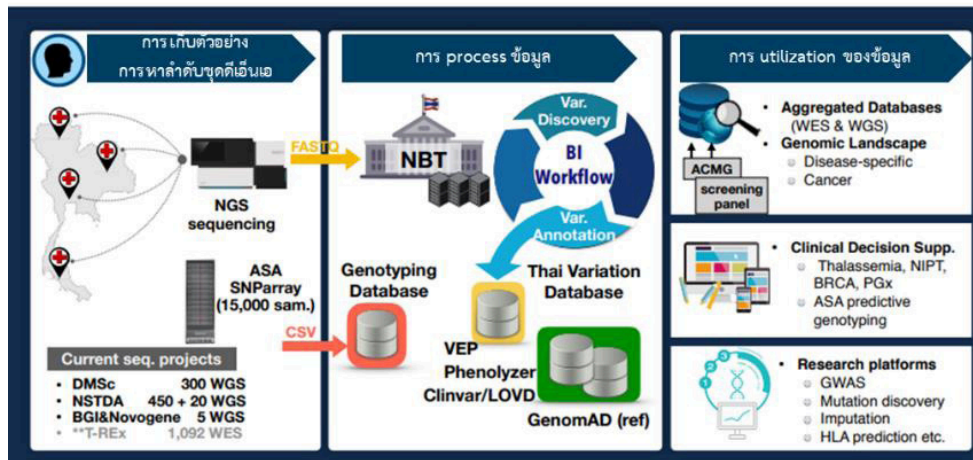 การเก็บตัวอย่าง
การหาลำดับชุดดีเอ็นเอ
NGS
sequencing
ASA
SNParray
(15,000 sam.)
Current seq. projects
• DMSc 300 WGS
• NSTDA 450 + 20 WGS
• BGI&Novogene 5 WGS
• **T-REx 1,092 WES
FASTQ
CSV
การ process ข้อมูล
NBT
Var.
Discovery
BI
Workflow
Var.
Annotation
Genotyping
Database
Thai Variation
Database
VEP
Phenolyzer
Clinvar/LOVD
GenomAD (ref)
การ utilization ของข้อมูล
ACMG
screening
panel
• Aggregated Databases
(WES & WGS)
• Genomic Landscape
Disease-specific
Cancer
• Clinical Decision Supp.
Thalassemia, NIPT,
BRCA, PGx
ASA predictive
genotyping
1
2
3
• Research platforms
GWAS
Mutation discovery
Imputation
HLA prediction etc.